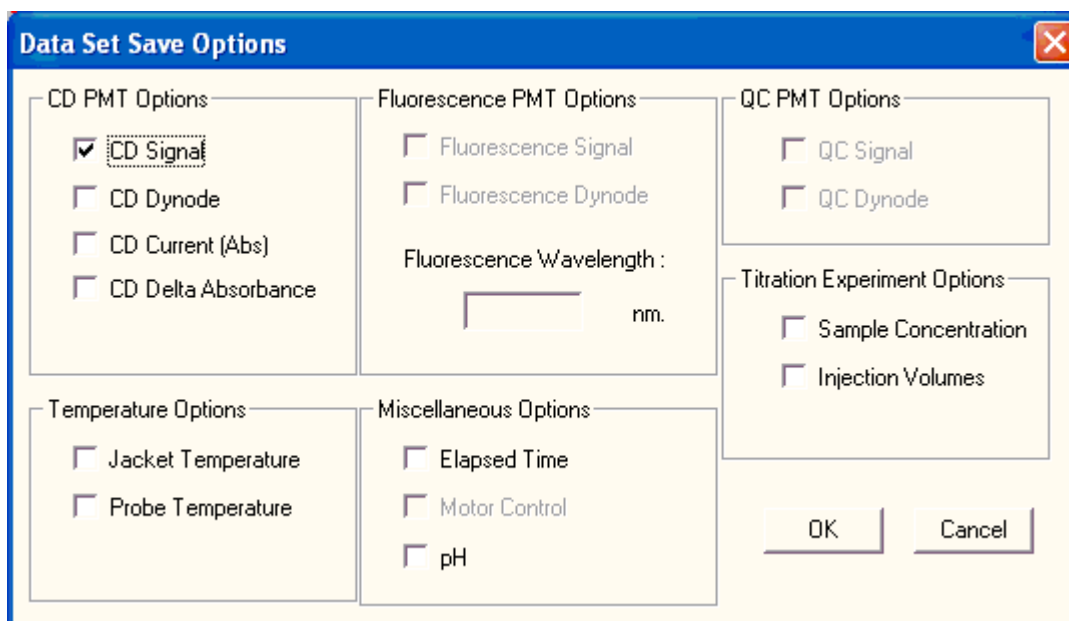 Data Set Save Options
CD PMT Options
CD Signal
CD Dynode
CD Current (Abs)
CD Delta Absorbance
Fluorescence PMT Options
Fluorescence Signal
Fluorescence Dynode
Fluorescence Wavelength :
nm.
QC PMT Options
QC Signal
QC Dynode
Titration Experiment Options
Sample Concentration
Injection Volumes
Temperature Options
Jacket Temperature
Probe Temperature
Miscellaneous Options
Elapsed Time
Motor Control
pH
OK
Cancel